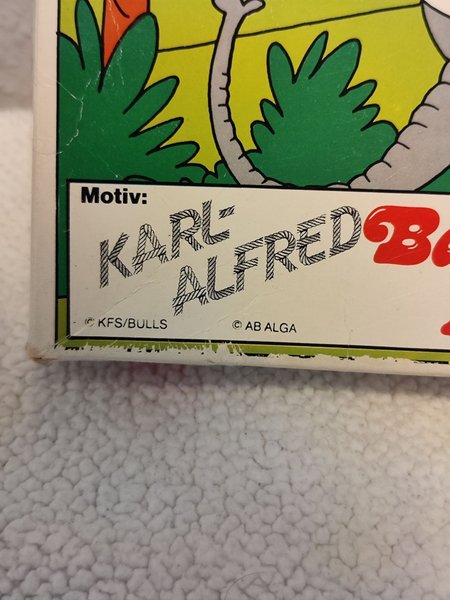 Motiv:
KARL-
ALFRED
© KFS/BULLS © AB ALGA